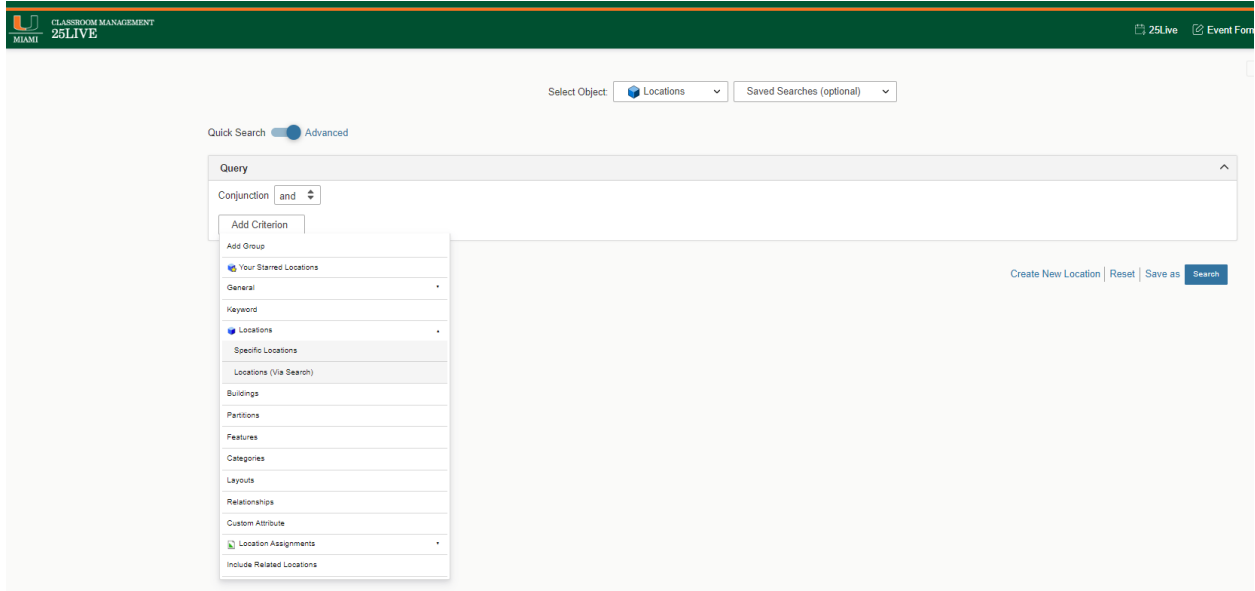 CLASSROOM MANAGEMENT
25LIVE
MIAMI
25Live
Event Form
Select Object:
Locations
Saved Searches (optional)
Quick Search
Advanced
Query
Conjunction
and
Add Criterion
Add Group
Your Starred Locations
General
Keyword
Locations
Specific Locations
Locations (Via Search)
Buildings
Partitions
Features
Categories
Layouts
Relationships
Custom Attribute
Location Assignments
Include Related Locations
Create New Location
Reset
Save as
Search